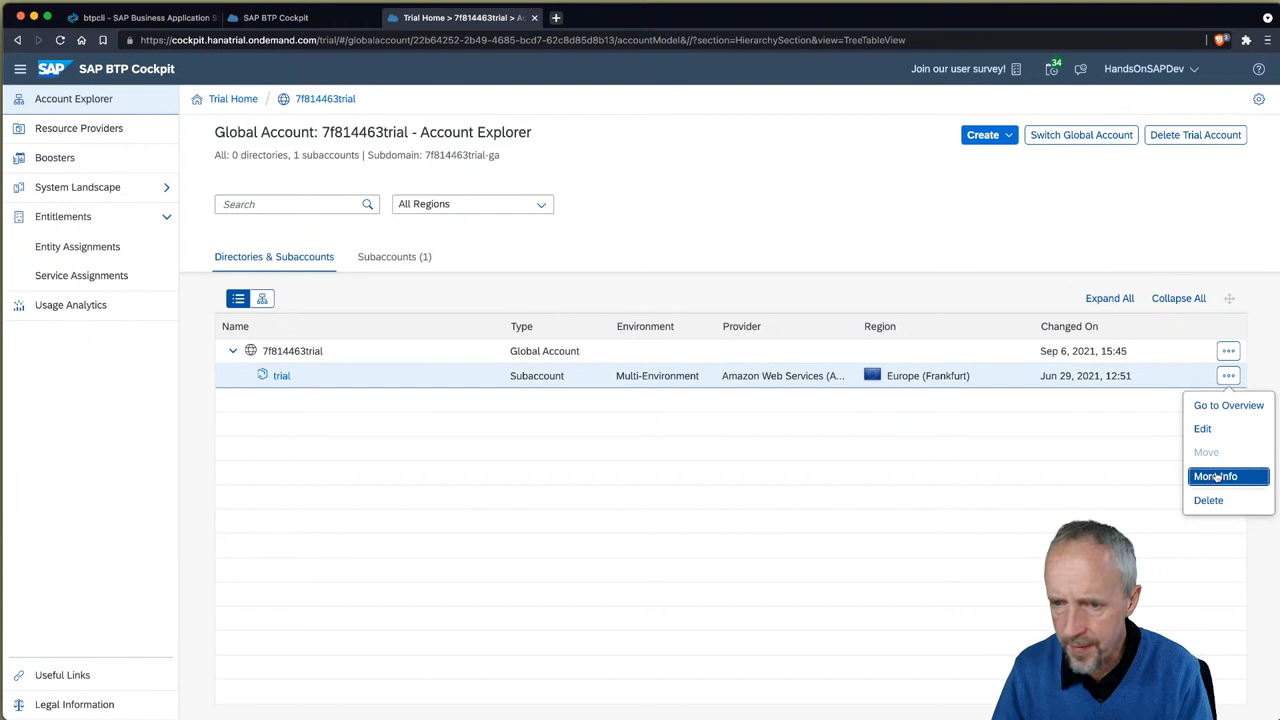 btpcli - SAP Business Application S
SAP BTP Cockpit
Trial Home > 7f814463trial > Ac
https://cockpit.hanatrial.ondemand.com/trial/#/globalaccount/22b64252-2b49-4685-bcd7-62c8d85d8b13/accountModel&//?section=HierarchySection&view=TreeTableView
SAP
SAP BTP Cockpit
Join our user survey!
34
HandsOnSAPDev
Account Explorer
Resource Providers
Boosters
System Landscape
Entitlements
Entity Assignments
Service Assignments
Usage Analytics
Useful Links
Legal Information
Trial Home / 7f814463trial
Global Account: 7f814463trial - Account Explorer
Create
Switch Global Account
Delete Trial Account
All: 0 directories, 1 subaccounts | Subdomain: 7f814463trial-ga
Search
All Regions
Directories & Subaccounts
Subaccounts (1)
Expand All
Collapse All
Name Type Environment Provider Region Changed On
7f814463trial Global Account Sep 6, 2021, 15:45
trial Subaccount Multi-Environment Amazon Web Services (A... Europe (Frankfurt) Jun 29, 2021, 12:51
Go to Overview
Edit
Move
More Info
Delete